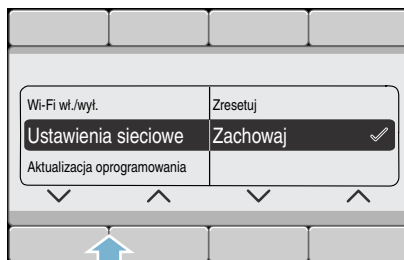 Wi-Fi wł./wył. Zresetuj
Ustawienia sieciowe Zachowaj
Aktualizacja oprogramowania